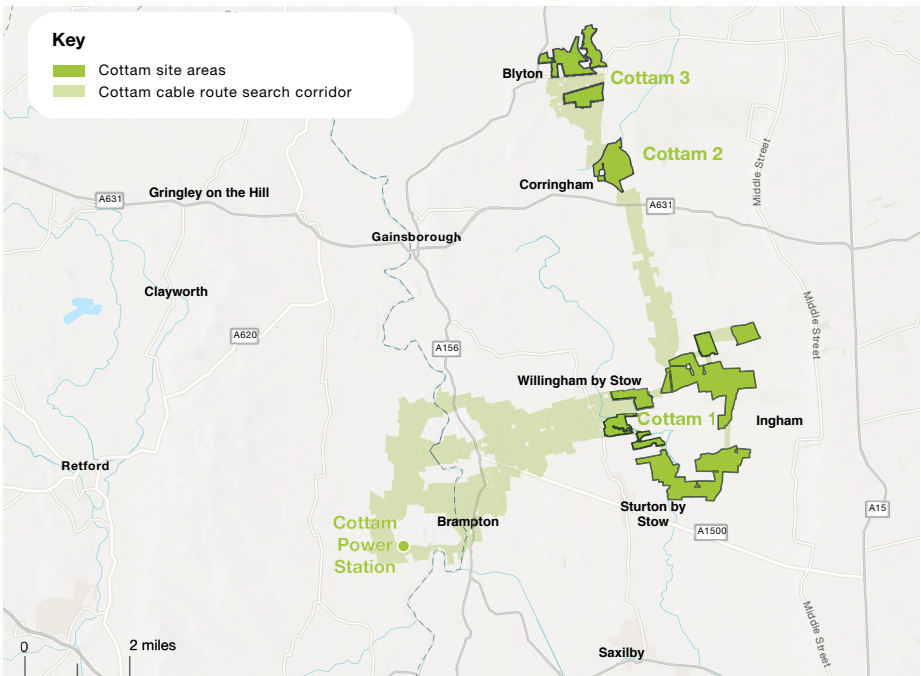 Key
Cottam site areas
Cottam cable route search corridor
Blyton
Cottam 3
Middle Street
Cottam 2
Corringham
Gringley on the Hill
A631
A631
Gainsborough
Clayworth
Middle Street
A620
A156
Willingham by Stow
Cottam 1
Ingham
Retford
Sturton by
Stow
A15
Brampton
Cottam
Power
Station
A1500
Middle Street
0
2 miles
Saxilby